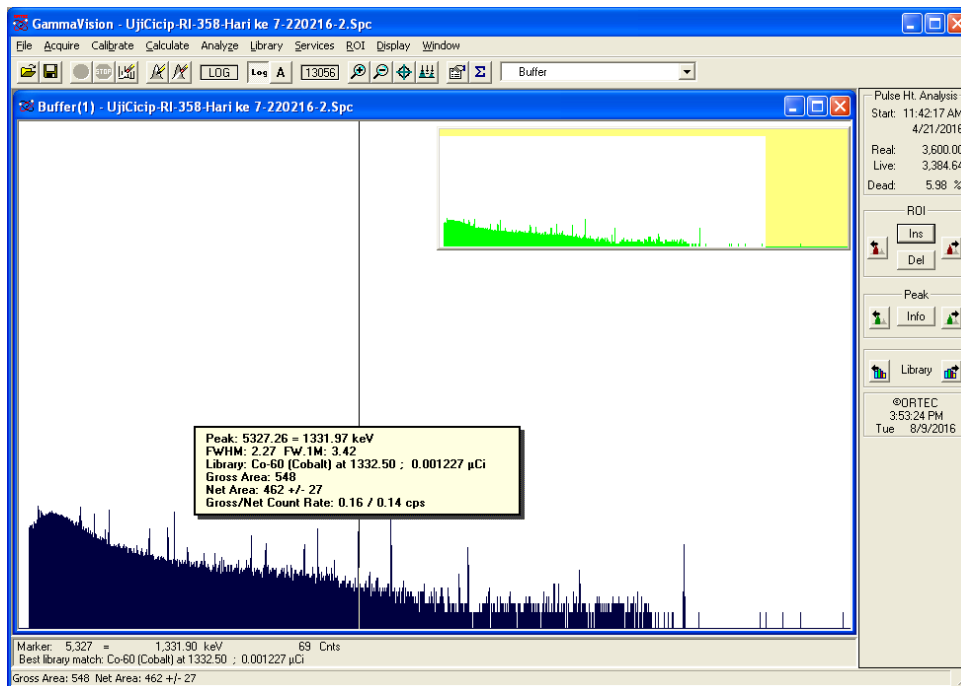 GammaVision - UjiCicip-RI-358-Hari ke 7-220216-2.Spc
File Acquire Calibrate Calculate Analyze Library Services ROI Display Window
STOP LOG Log A 13056 Σ Buffer
Buffer(1) - UjiCicip-RI-358-Hari ke 7-220216-2.Spc
Peak: 5327.26 = 1331.97 keV
FWHM: 2.27 FW.1M: 3.42
Library: Co-60 (Cobalt) at 1332.50 ; 0.001227 µCi
Gross Area: 548
Net Area: 462 +/- 27
Gross/Net Count Rate: 0.16 / 0.14 cps
Pulse Ht. Analysis
Start: 11:42:17 AM
4/21/2016
Real: 3,600.00
Live: 3,384.64
Dead: 5.98 %
ROI
Ins
Del
Peak
Info
Library
©ORTEC
3:53:24 PM
Tue 8/9/2016
Marker: 5,327 = 1,331.90 keV 69 Cnts
Best library match: Co-60 (Cobalt) at 1332.50 ; 0.001227 µCi
Gross Area: 548 Net Area: 462 +/- 27